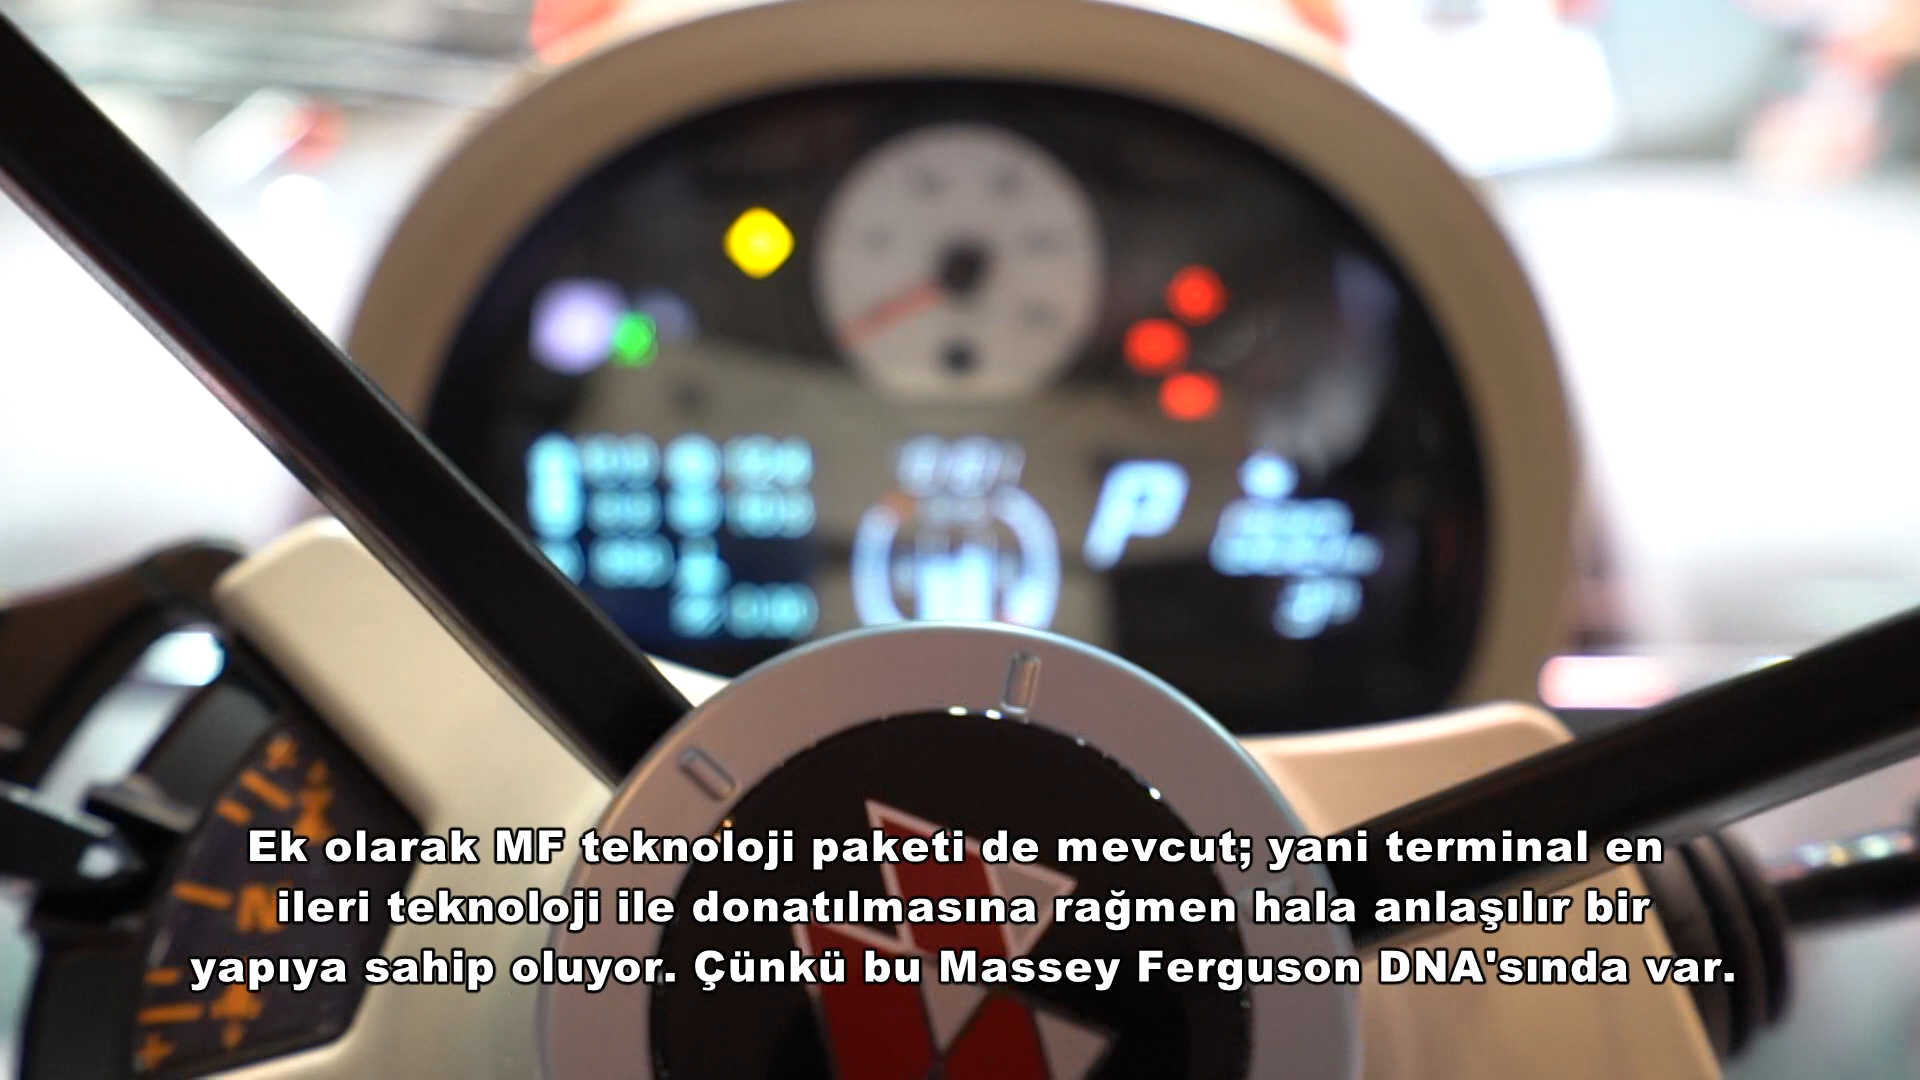 P
N
Ek olarak MF teknoloji paketi de mevcut; yani terminal en
ileri teknoloji ile donatılmasına rağmen hala anlaşılır bir
yapıya sahip oluyor. Çünkü bu Massey Ferguson DNA'sında var.